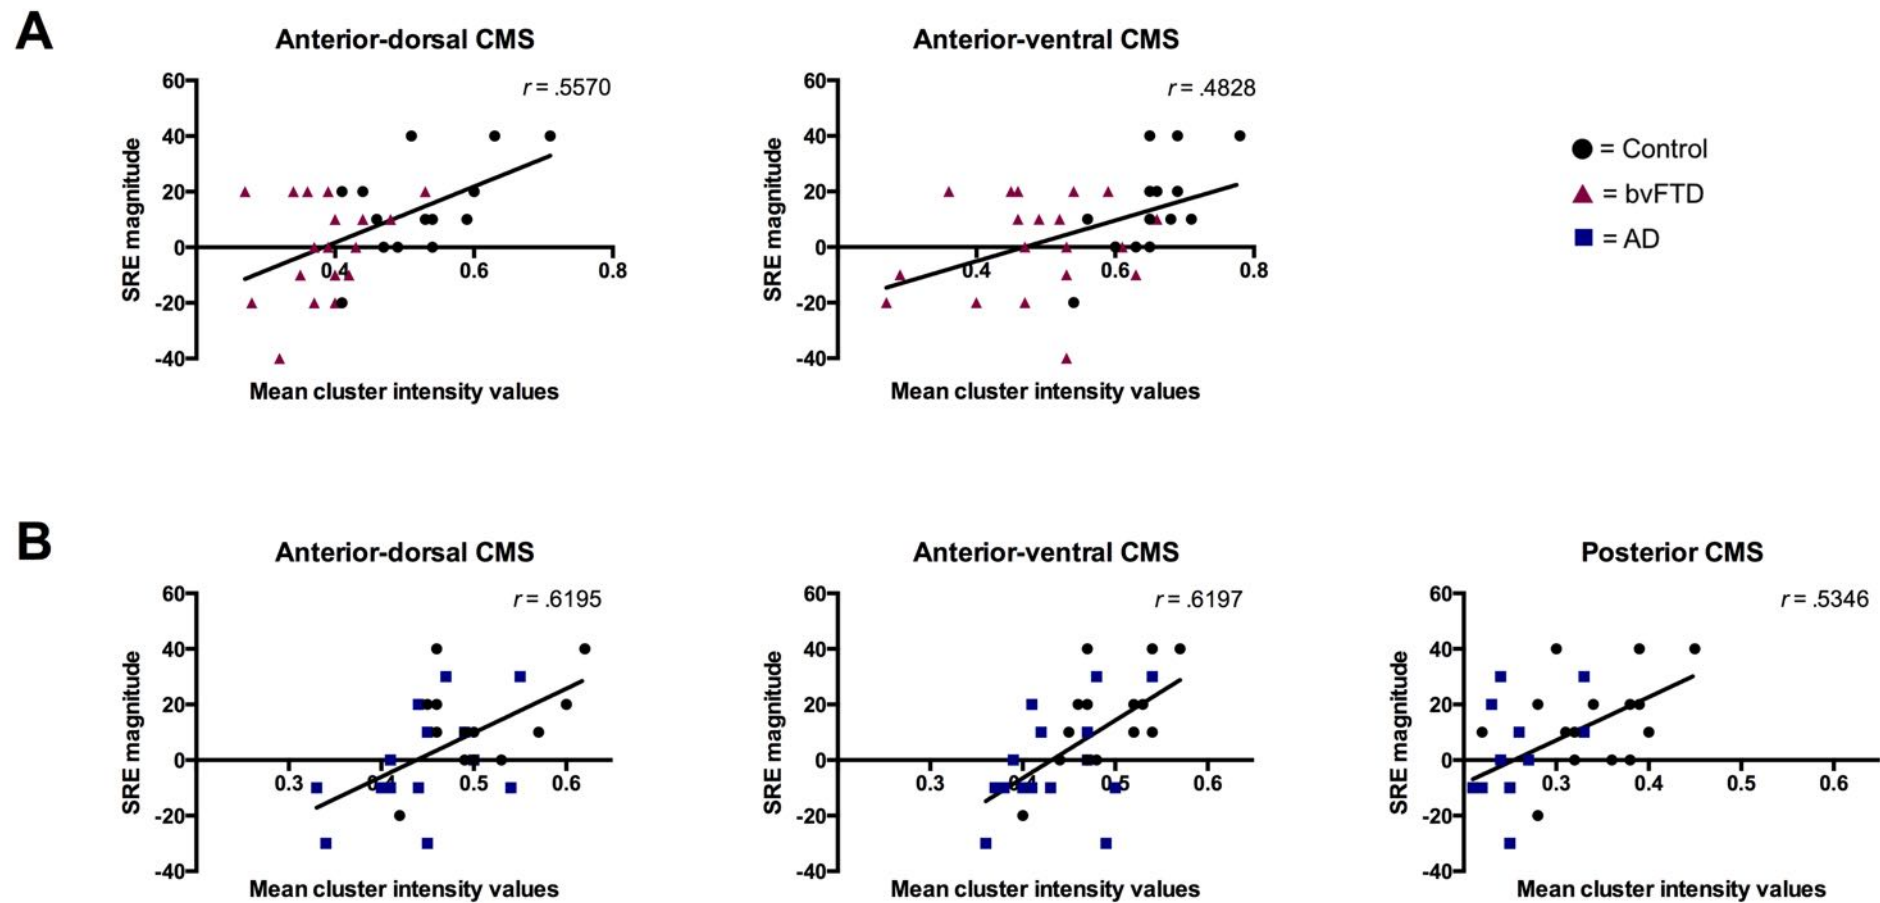 A
Anterior-dorsal CMS
r = .5570
60
40
20
0
-20
-40
0.4
0.6
0.8
SRE magnitude
Mean cluster intensity values
Anterior-ventral CMS
r = .4828
60
40
20
0
-20
-40
0.4
0.6
0.8
SRE magnitude
Mean cluster intensity values
= Control
= bvFTD
= AD
B
Anterior-dorsal CMS
r = .6195
60
40
20
0
-20
-40
0.3
0.4
0.5
0.6
SRE magnitude
Mean cluster intensity values
Anterior-ventral CMS
r = .6197
60
40
20
0
-20
-40
0.3
0.4
0.5
0.6
SRE magnitude
Mean cluster intensity values
Posterior CMS
r = .5346
60
40
20
0
-20
-40
0.3
0.4
0.5
0.6
SRE magnitude
Mean cluster intensity values